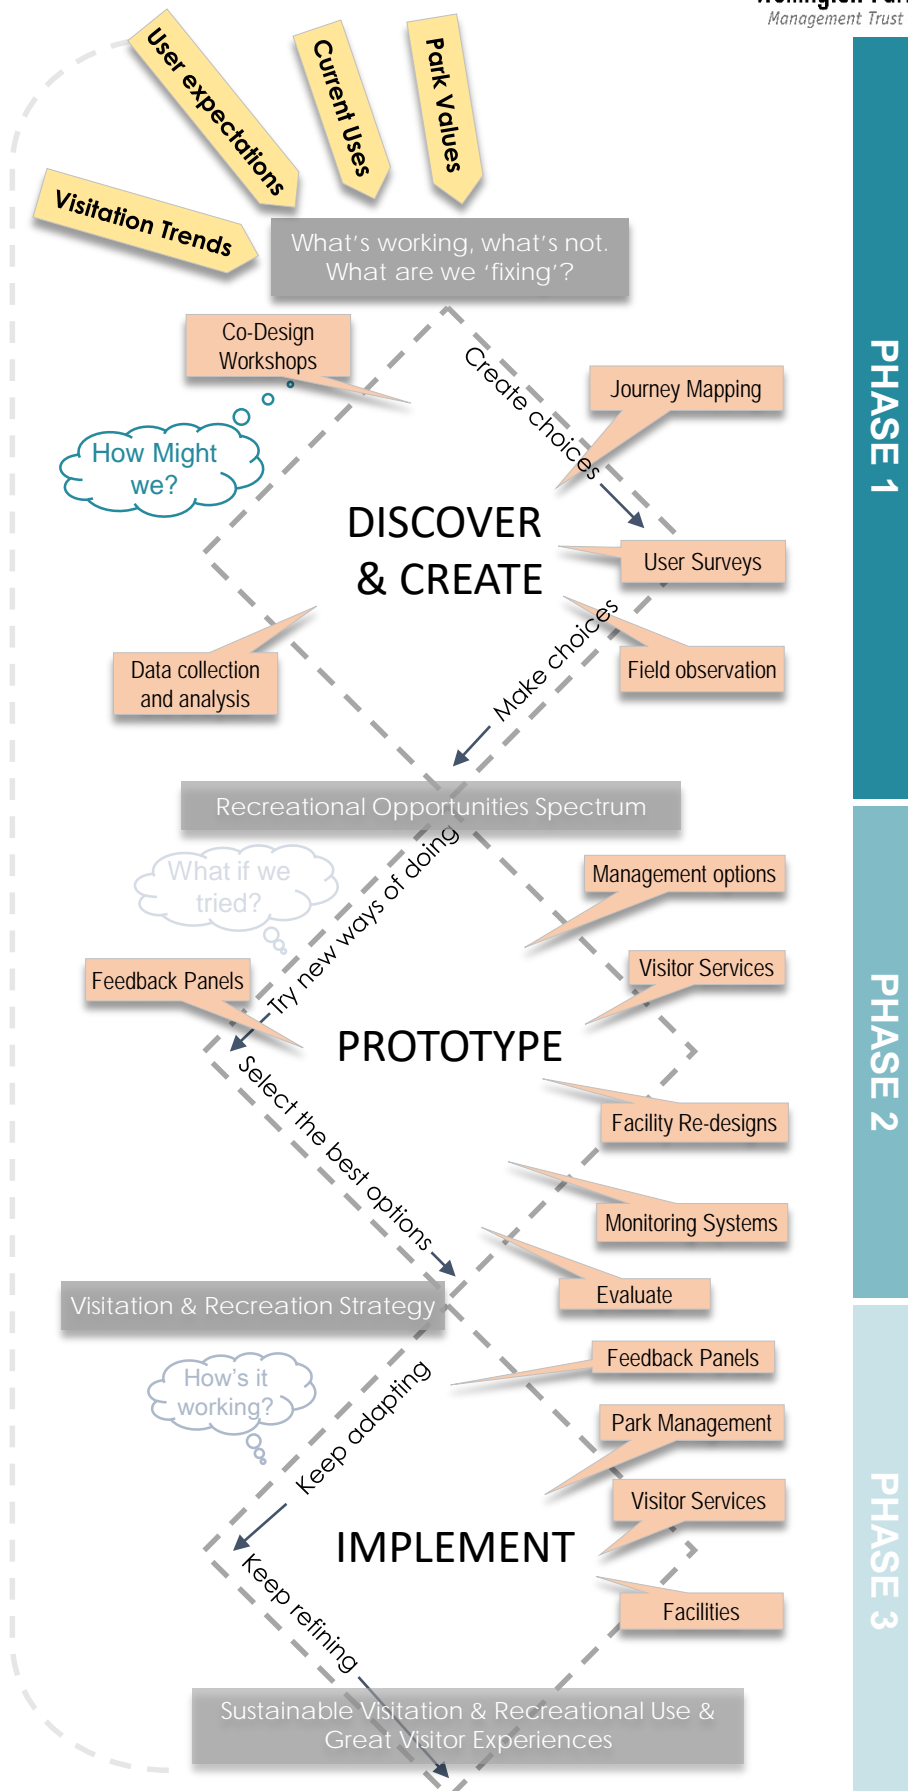 Management Trust
User expectations
Current Uses
Park Values
Visitation Trends
What's working, what's not.
What are we 'fixing'?
Co-Design
Workshops
Create choices
Journey Mapping
How Might
we?
DISCOVER
& CREATE
User Surveys
Make choices
Field observation
Data collection
and analysis
PHASE 1
Recreational Opportunities Spectrum
What if we
tried?
Try new ways of doing
Management options
Feedback Panels
Visitor Services
PROTOTYPE
Select the best options
Facility Re-designs
Monitoring Systems
Evaluate
PHASE 2
Visitation & Recreation Strategy
How's it
working?
Keep adapting
Feedback Panels
Park Management
Visitor Services
IMPLEMENT
Keep refining
Facilities
PHASE 3
Sustainable Visitation & Recreational Use &
Great Visitor Experiences